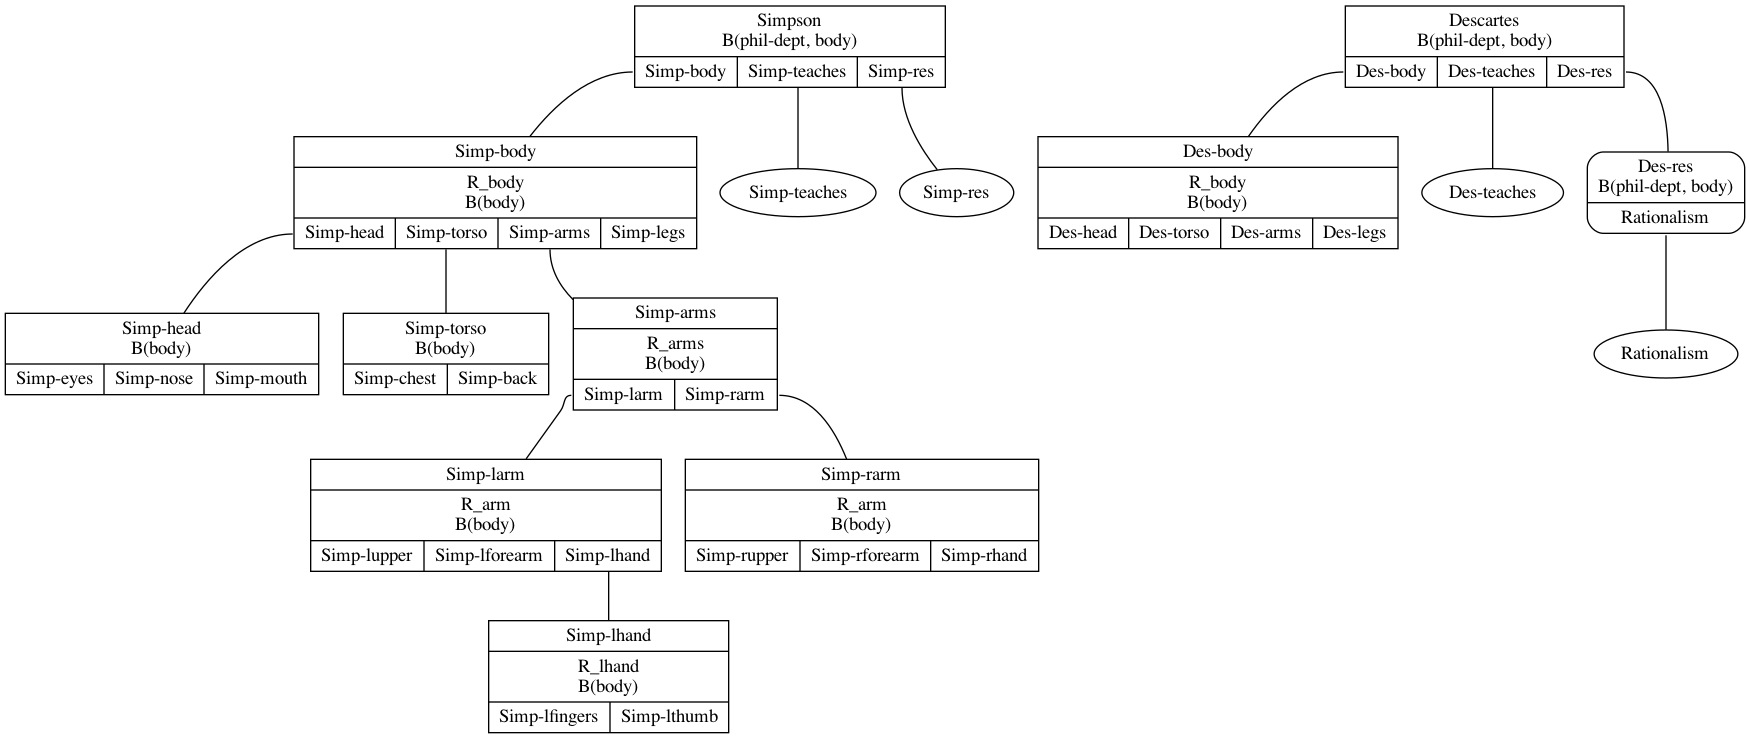 Simpson
B(phil-dept, body)
Simp-body Simp-teaches Simp-res
Descartes
B(phil-dept, body)
Des-body Des-teaches Des-res
Simp-body
R_body
B(body)
Simp-head Simp-torso Simp-arms Simp-legs
Simp-teaches
Simp-res
Des-body
R_body
B(body)
Des-head Des-torso Des-arms Des-legs
Des-teaches
Des-res
B(phil-dept, body)
Rationalism
Simp-head
B(body)
Simp-eyes Simp-nose Simp-mouth
Simp-torso
B(body)
Simp-chest Simp-back
Simp-arms
R_arms
B(body)
Simp-larm Simp-rarm
Rationalism
Simp-larm
R_arm
B(body)
Simp-lupper Simp-lforearm Simp-lhand
Simp-rarm
R_arm
B(body)
Simp-rupper Simp-rforearm Simp-rhand
Simp-lhand
R_lhand
B(body)
Simp-lfingers Simp-lthumb